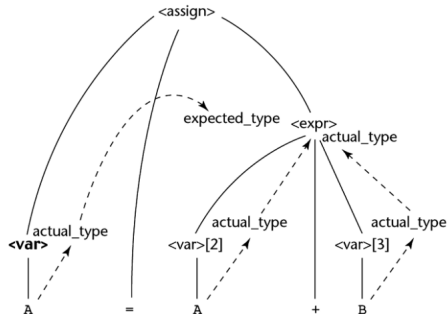 <assign>
expected_type
<expr>
actual_type
actual_type
actual_type
actual_type
<var>
<var>[2]
<var>[3]
A
=
A
+
B